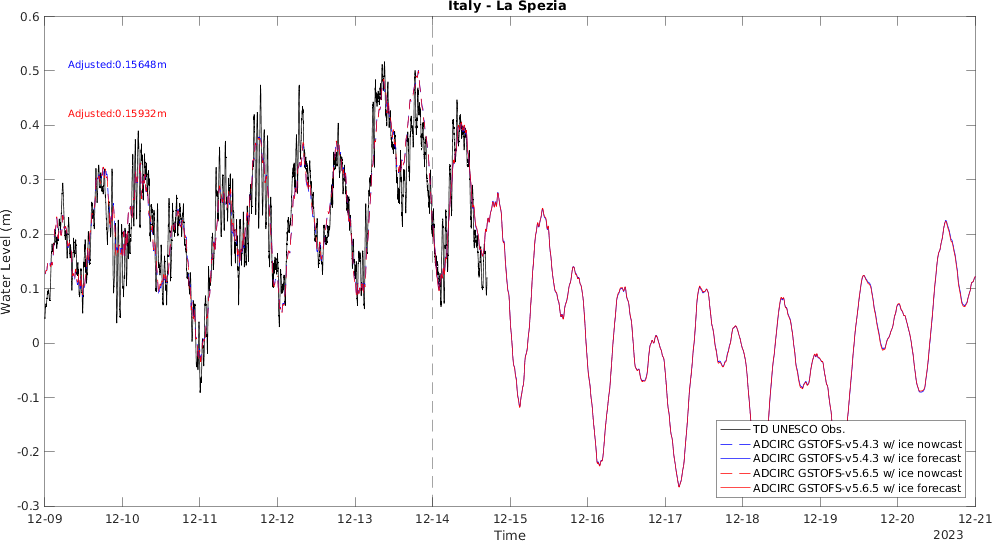 Italy - La Spezia
0.6
0.5
0.4
0.3
0.2
0.1
0
-0.1
-0.2
-0.3
Water Level (m)
Adjusted:0.15648m
Adjusted:0.15932m
TD UNESCO Obs.
ADCIRC GSTOFS-v5.4.3 w/ ice nowcast
ADCIRC GSTOFS-v5.4.3 w/ ice forecast
ADCIRC GSTOFS-v5.6.5 w/ ice nowcast
ADCIRC GSTOFS-v5.6.5 w/ ice forecast
12-09 12-10 12-11 12-12 12-13 12-14 12-15 12-16 12-17 12-18 12-19 12-20 12-21
Time
2023